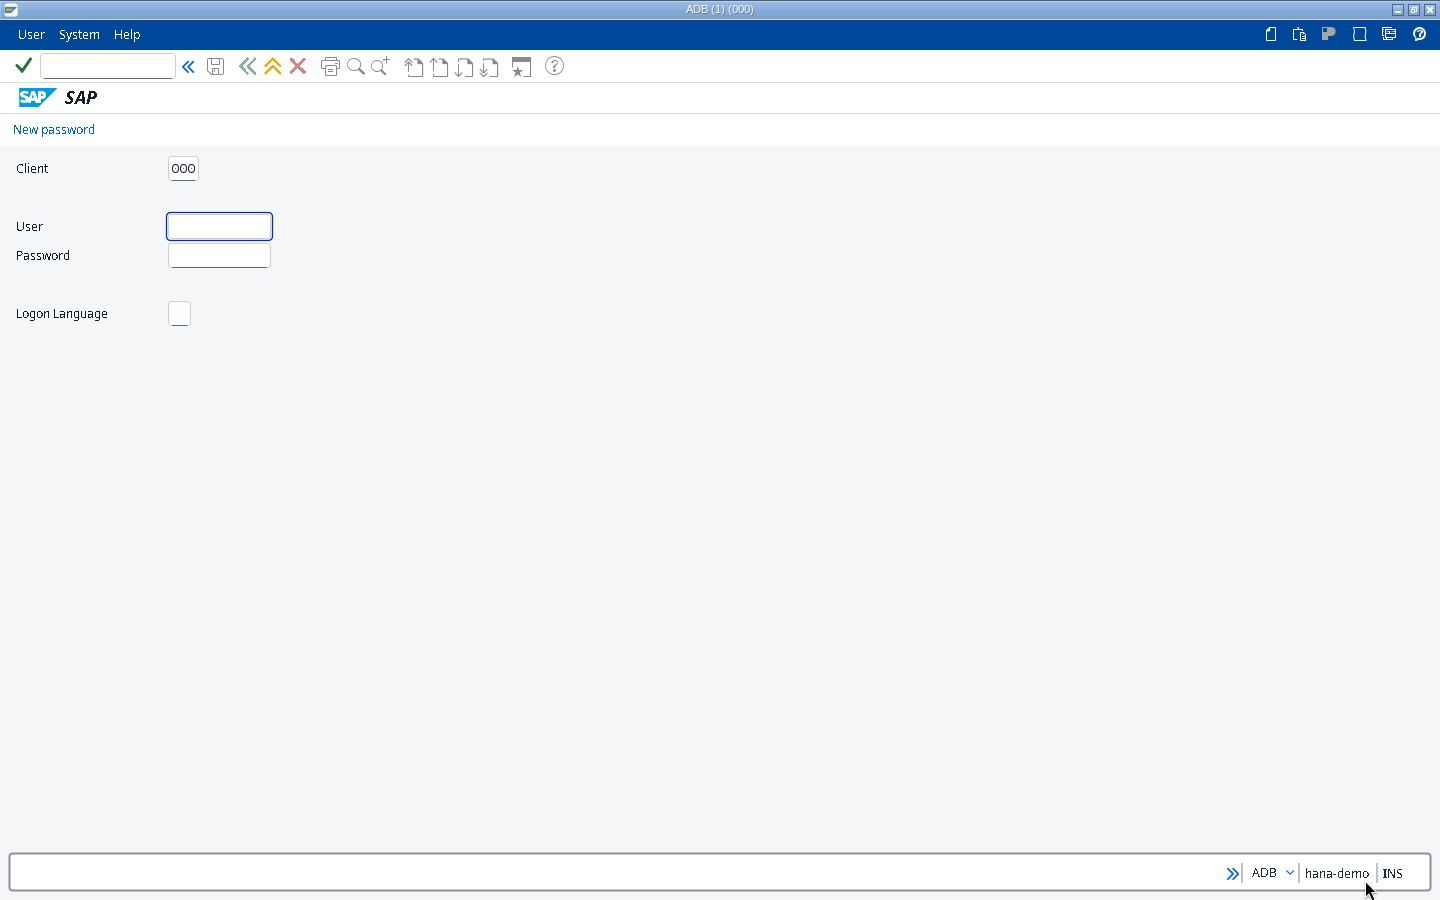 ADB (1) (000)
User System Help
SAP SAP
New password
Client 000
User
Password
Logon Language
ADB hana-demo INS